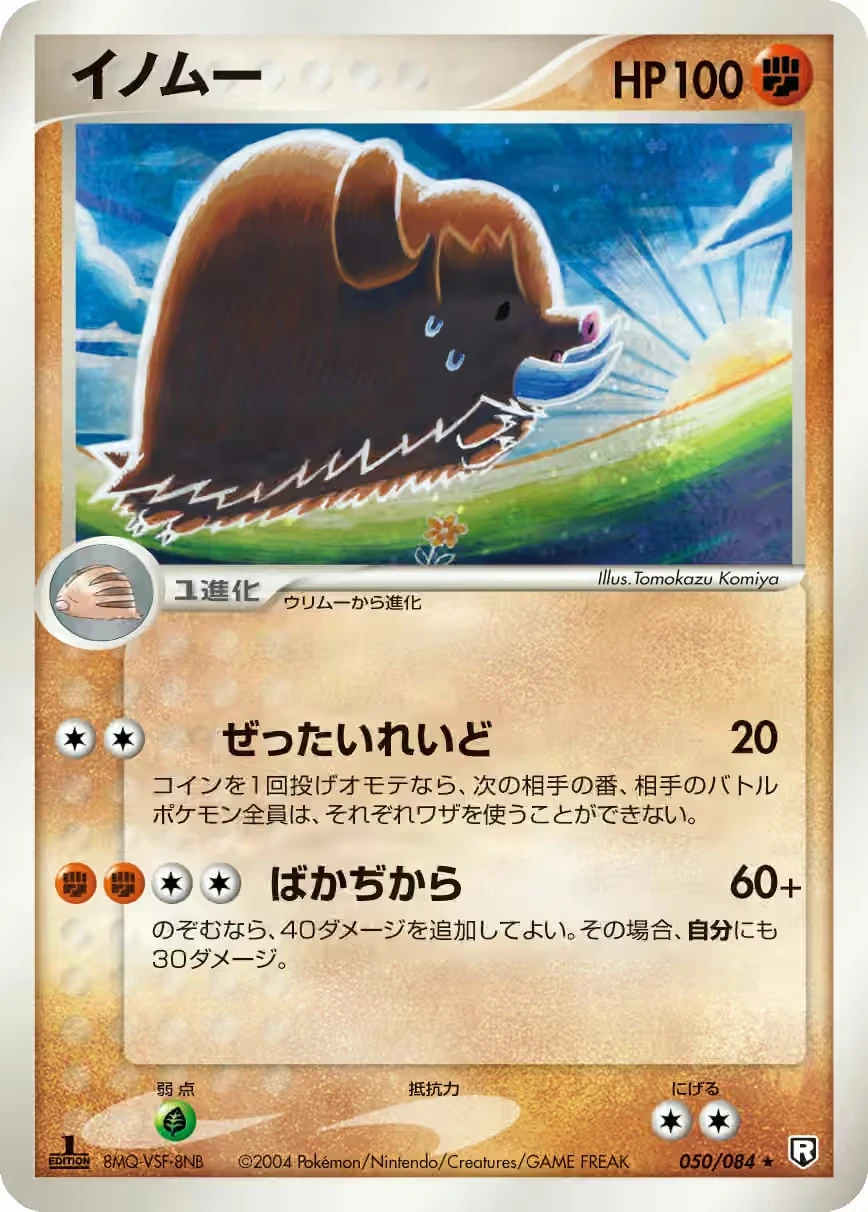 イノムー
HP100
Illus.Tomokazu Komiya
1進化
ウリムーから進化
ぜったいれいど 20
コインを1回投げオモテなら、次の相手の番、相手のバトル
ポケモン全員は、それぞれワザを使うことができない。
ばかぢから 60+
のぞむなら、40ダメージを追加してよい。その場合、自分にも
30ダメージ。
弱点 抵抗力 にげる
1 EDITION 8MQ-VSF-8NB ©2004 Pokémon/Nintendo/Creatures/GAME FREAK 050/084 ★ R